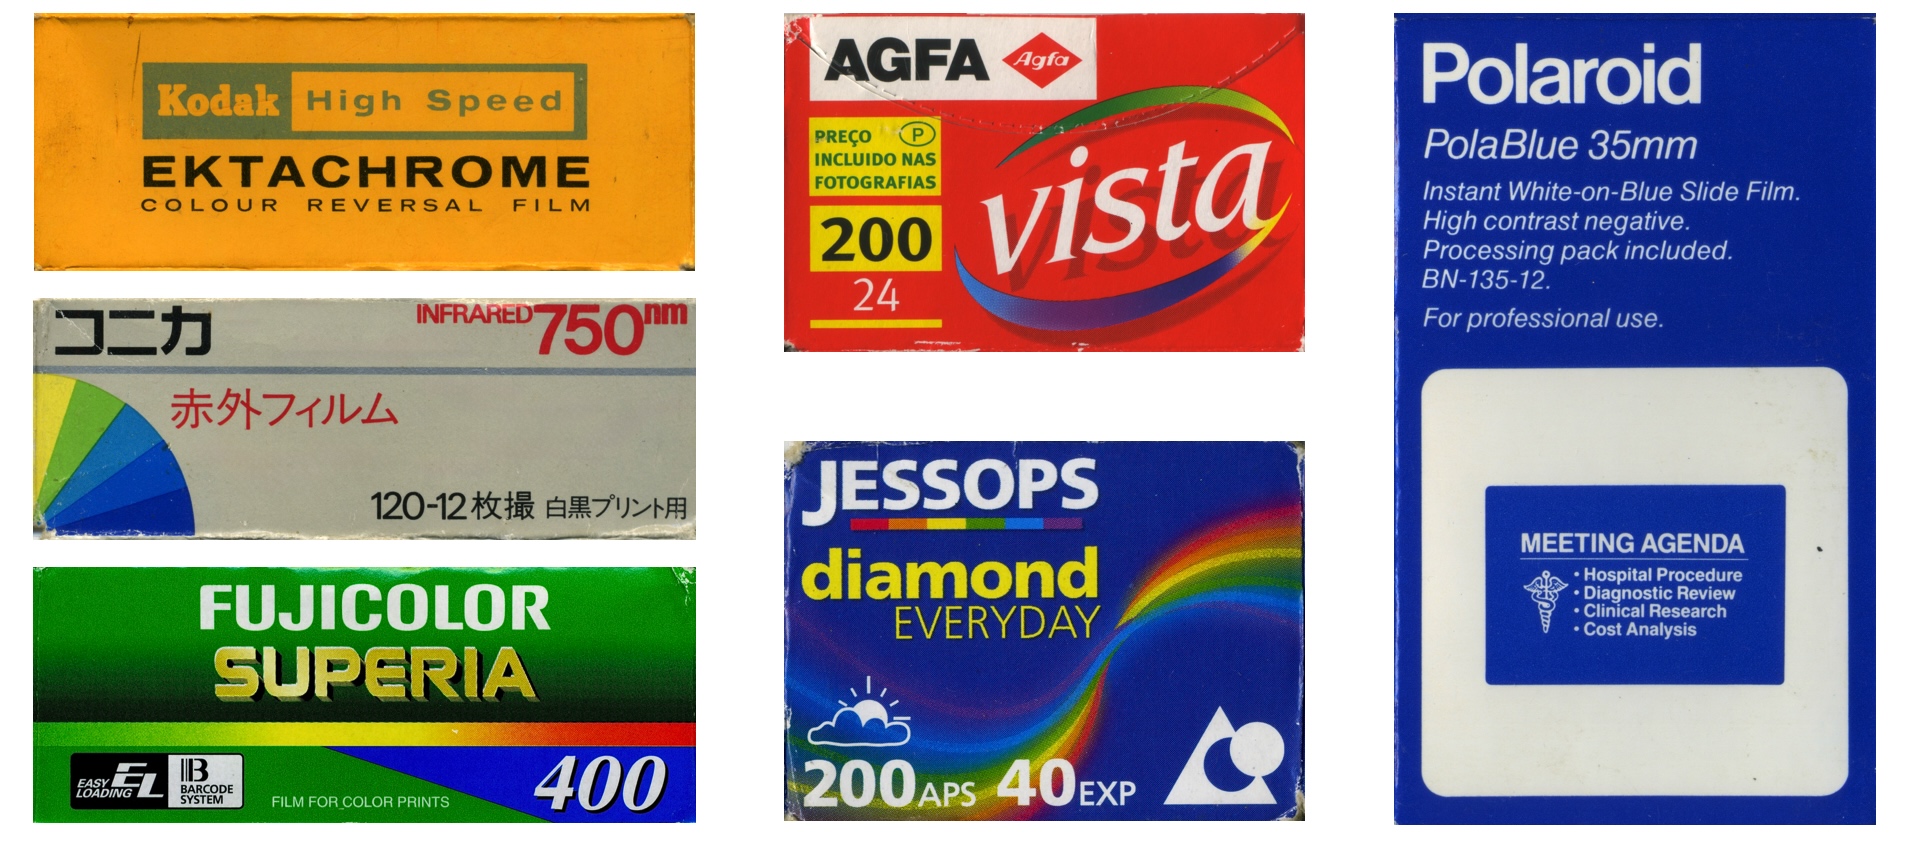 Kodak High Speed
EKTACHROME
COLOUR REVERSAL FILM
コニカ
INFRARED750nm
赤外フィルム
120-12枚撮 白黒プリント用
FUJICOLOR
SUPERIA
EASY LOADING EL
B BARCODE SYSTEM
FILM FOR COLOR PRINTS
400
AGFA Agfa
PREÇO P
INCLUIDO NAS
FOTOGRAFIAS
200
24
vista
JESSOPS
diamond
EVERYDAY
200APS 40EXP
Polaroid
PolaBlue 35mm
Instant White-on-Blue Slide Film.
High contrast negative.
Processing pack included.
BN-135-12.
For professional use.
MEETING AGENDA
• Hospital Procedure
• Diagnostic Review
• Clinical Research
• Cost Analysis